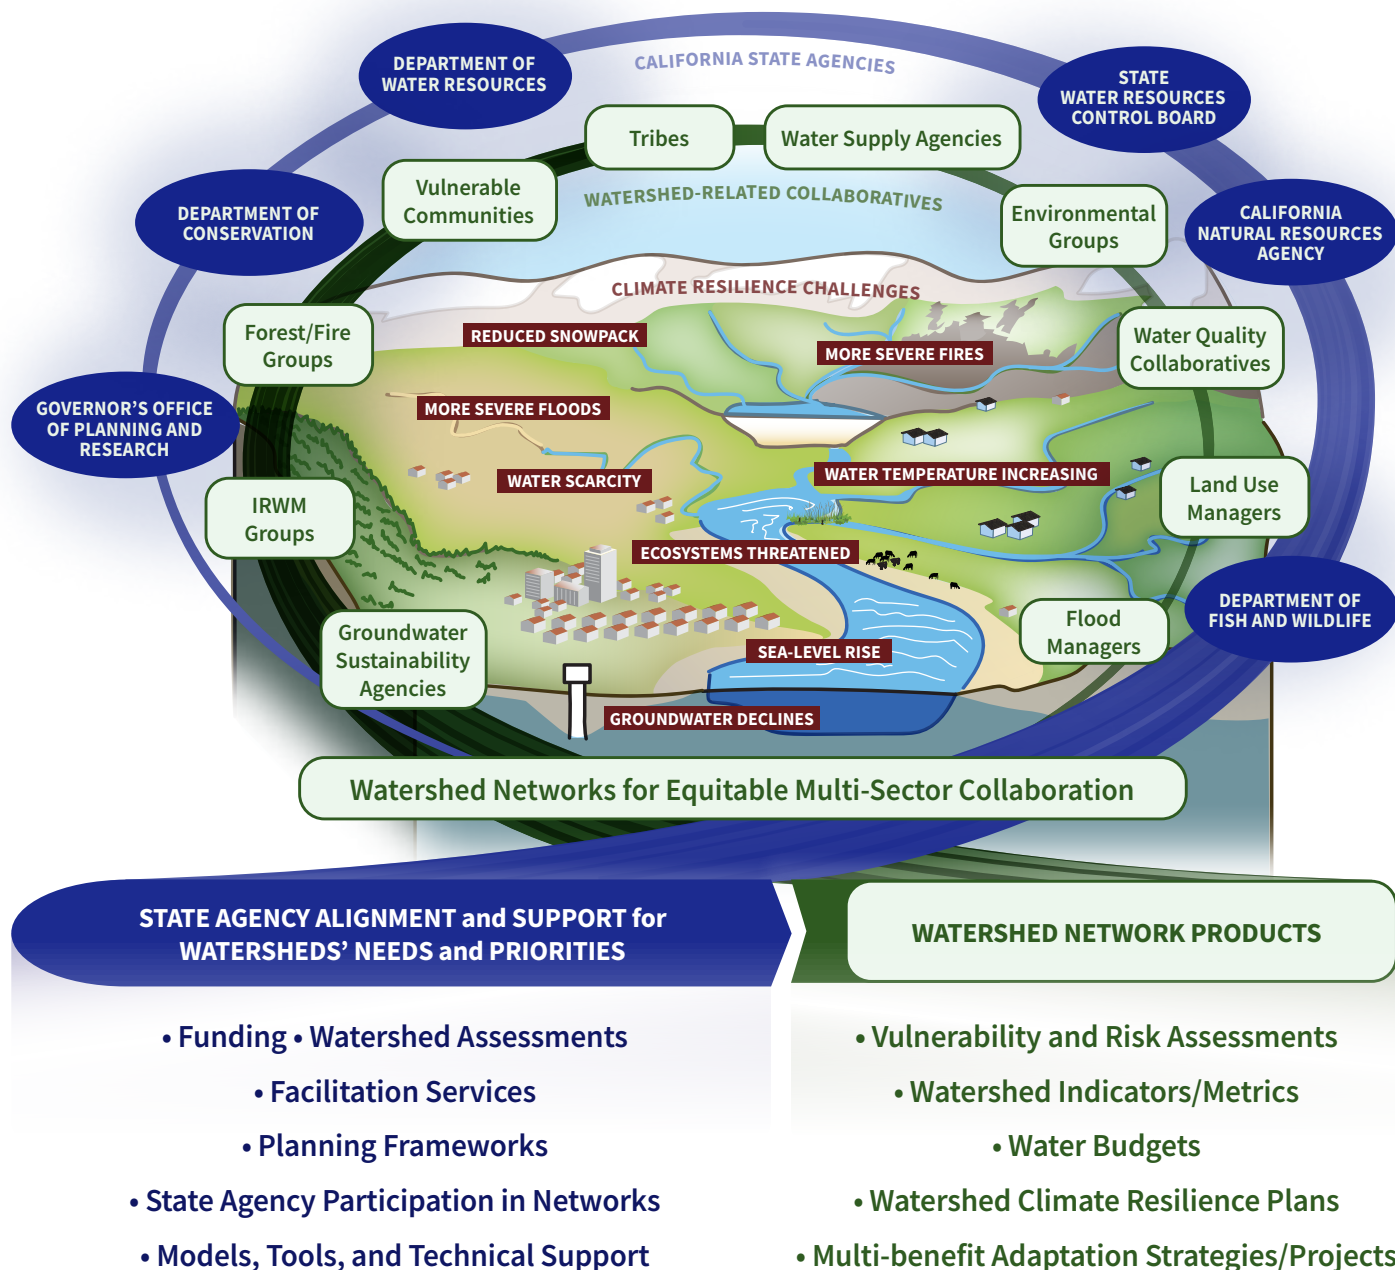 CALIFORNIA STATE AGENCIES
DEPARTMENT OF
WATER RESOURCES
STATE
WATER RESOURCES
CONTROL BOARD
Tribes
Water Supply Agencies
Vulnerable
Communities
WATERSHED-RELATED COLLABORATIVES
Environmental
Groups
DEPARTMENT OF
CONSERVATION
CALIFORNIA
NATURAL RESOURCES
AGENCY
CLIMATE RESILIENCE CHALLENGES
Forest/Fire
Groups
REDUCED SNOWPACK
MORE SEVERE FIRES
Water Quality
Collaboratives
GOVERNOR’S OFFICE
OF PLANNING AND
RESEARCH
MORE SEVERE FLOODS
WATER SCARCITY
WATER TEMPERATURE INCREASING
IRWM
Groups
Land Use
Managers
ECOSYSTEMS THREATENED
DEPARTMENT OF
FISH AND WILDLIFE
Groundwater
Sustainability
Agencies
Flood
Managers
SEA-LEVEL RISE
GROUNDWATER DECLINES
Watershed Networks for Equitable Multi-Sector Collaboration
STATE AGENCY ALIGNMENT and SUPPORT for
WATERSHEDS’ NEEDS and PRIORITIES
• Funding • Watershed Assessments
• Facilitation Services
• Planning Frameworks
• State Agency Participation in Networks
• Models, Tools, and Technical Support
WATERSHED NETWORK PRODUCTS
• Vulnerability and Risk Assessments
• Watershed Indicators/Metrics
• Water Budgets
• Watershed Climate Resilience Plans
• Multi-benefit Adaptation Strategies/Projects